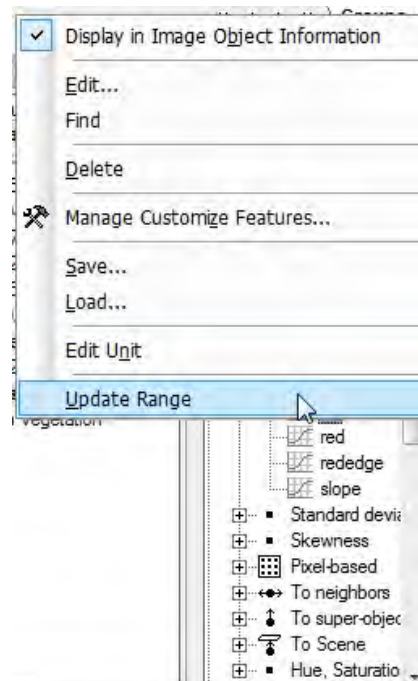 Display in Image Object Information
Edit...
Find
Delete
Manage Customize Features...
Save...
Load...
Edit Unit
Update Range
vegetation
red
rededge
slope
Standard devia
Skewness
Pixel-based
To neighbors
To super-objec
To Scene
Hue, Saturatio